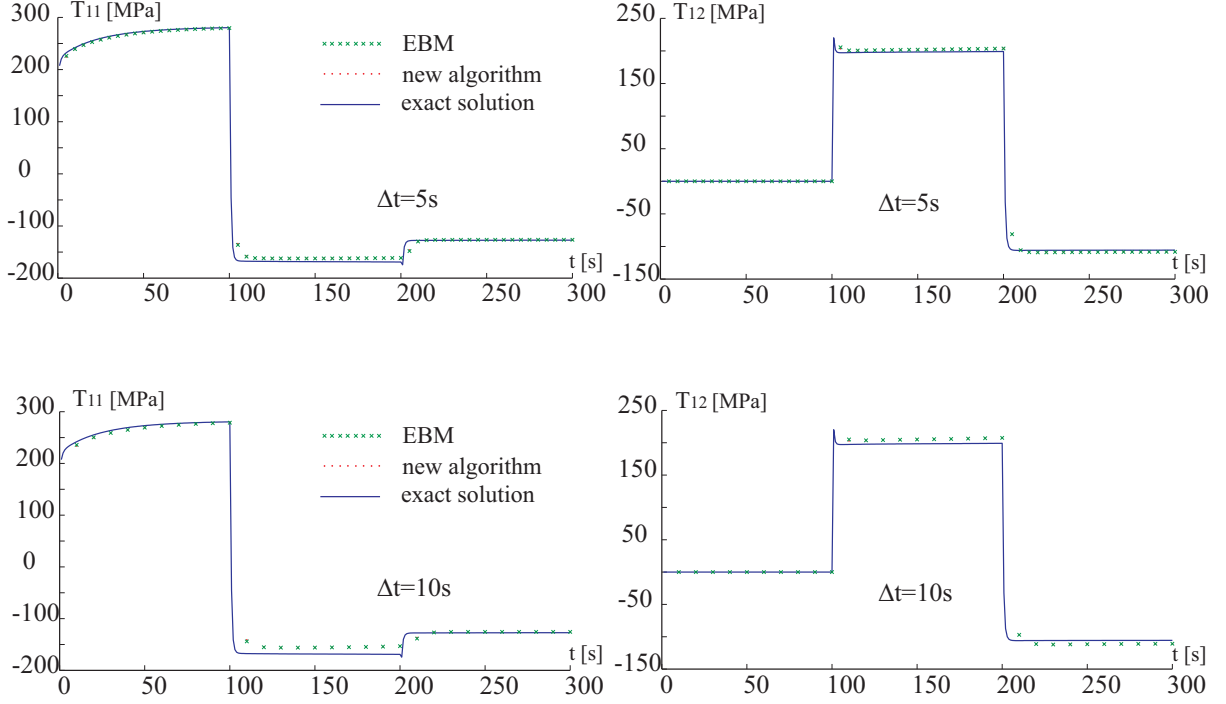 T11 [MPa]
300
200
100
0
-100
-200
EBM
new algorithm
exact solution
Δt=5s
t [s]
0 50 100 150 200 250 300
T12 [MPa]
250
150
50
-50
-150
Δt=5s
t [s]
0 50 100 150 200 250 300
T11 [MPa]
300
200
100
0
-100
-200
EBM
new algorithm
exact solution
Δt=10s
t [s]
0 50 100 150 200 250 300
T12 [MPa]
250
150
50
-50
-150
Δt=10s
t [s]
0 50 100 150 200 250 300